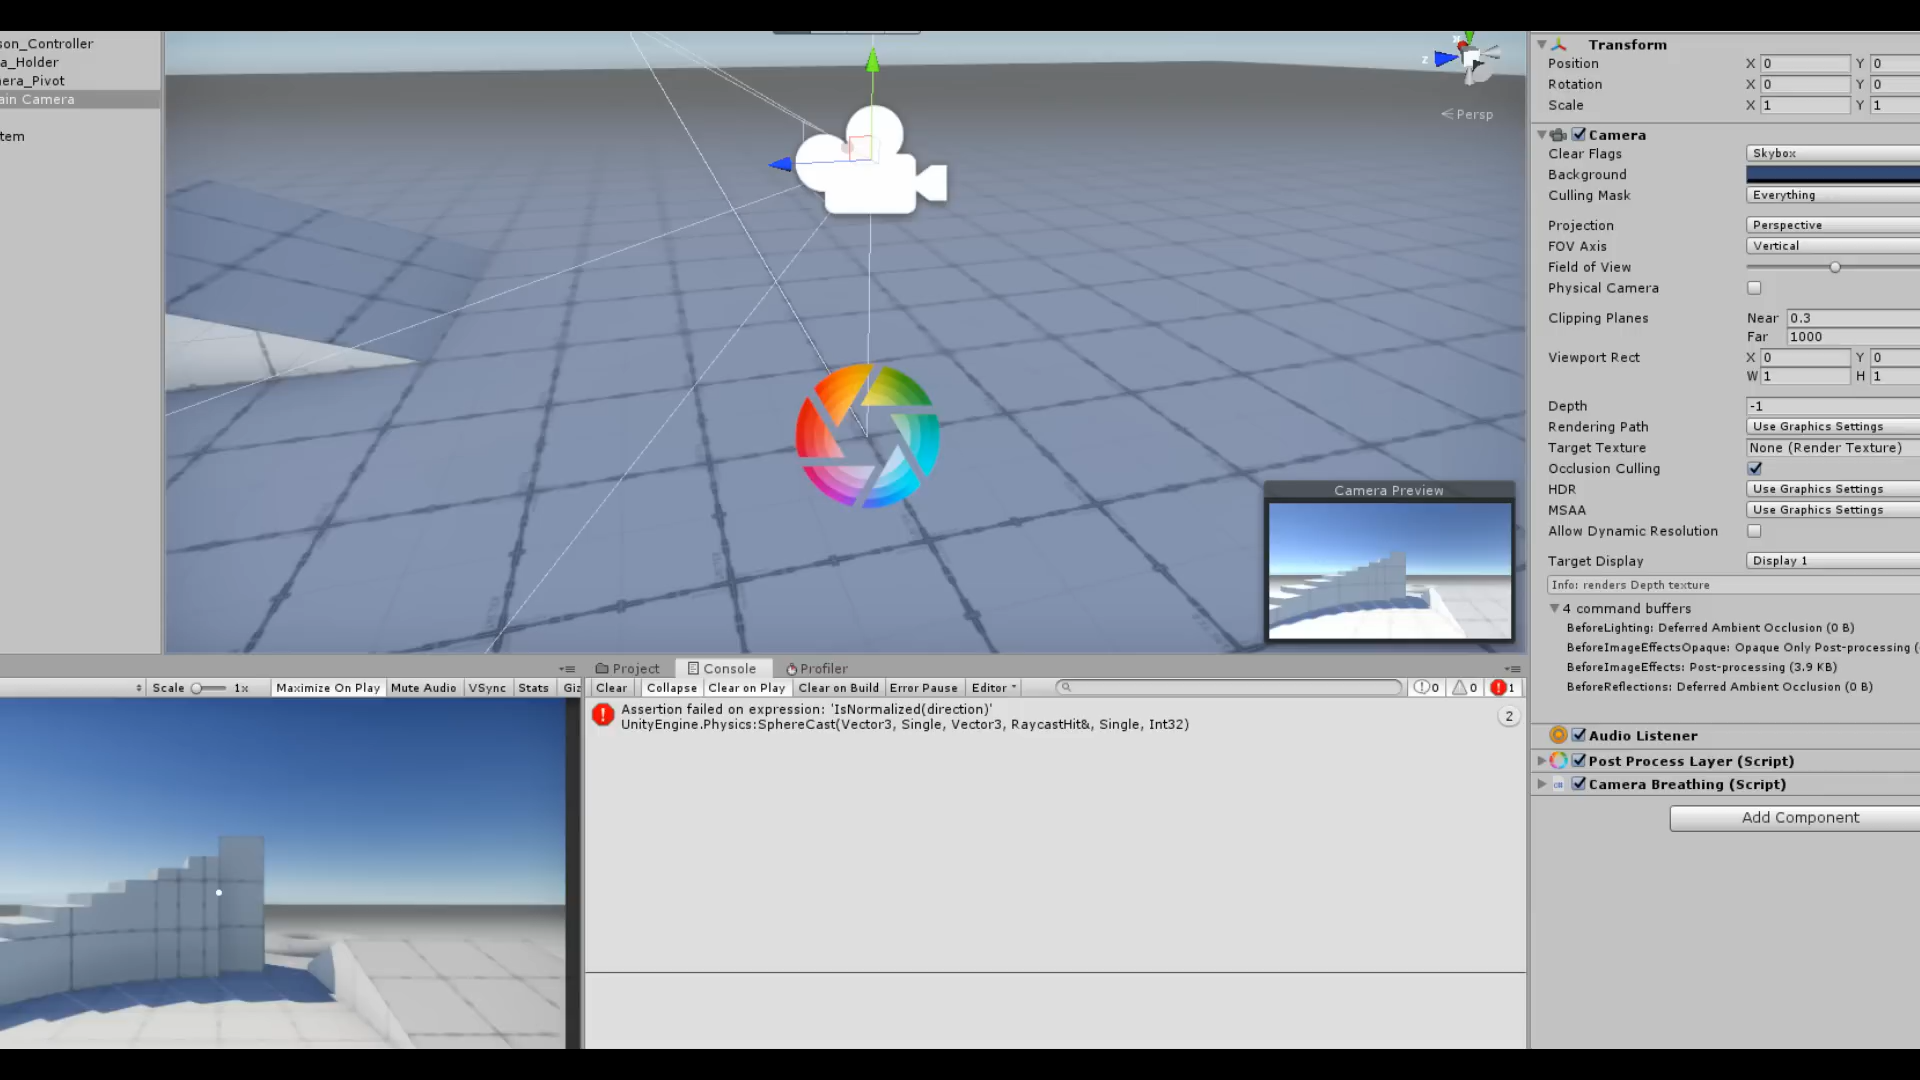 son_Controller
a_Holder
mera_Pivot
ain Camera
tem
z
Persp
Camera Preview
Scale 1x Maximize On Play Mute Audio VSync Stats Giz
Project Console Profiler
Clear Collapse Clear on Play Clear on Build Error Pause Editor 0 0 1
Assertion failed on expression: 'IsNormalized(direction)'
UnityEngine.Physics:SphereCast(Vector3, Single, Vector3, RaycastHit&, Single, Int32)
2
Transform
Position X 0 Y 0
Rotation X 0 Y 0
Scale X 1 Y 1
Camera
Clear Flags Skybox
Background
Culling Mask Everything
Projection Perspective
FOV Axis Vertical
Field of View
Physical Camera
Clipping Planes Near 0.3
Far 1000
Viewport Rect X 0 Y 0
W 1 H 1
Depth -1
Rendering Path Use Graphics Settings
Target Texture None (Render Texture)
Occlusion Culling
HDR Use Graphics Settings
MSAA Use Graphics Settings
Allow Dynamic Resolution
Target Display Display 1
Info: renders Depth texture
4 command buffers
BeforeLighting: Deferred Ambient Occlusion (0 B)
BeforeImageEffectsOpaque: Opaque Only Post-processing (
BeforeImageEffects: Post-processing (3.9 KB)
BeforeReflections: Deferred Ambient Occlusion (0 B)
Audio Listener
Post Process Layer (Script)
Camera Breathing (Script)
Add Component